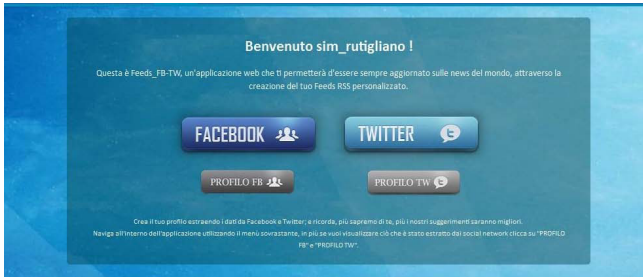 Benvenuto sim_rutigliano !
Questa è Feeds_FB-TW, un'applicazione web che ti permetterà d'essere sempre aggiornato sulle news del mondo, attraverso la
creazione del tuo Feeds RSS personalizzato.
FACEBOOK
TWITTER
PROFILO FB
PROFILO TW
Crea il tuo profilo estraendo i dati da Facebook e Twitter; e ricorda, più sapremo di te, più i nostri suggerimenti saranno migliori.
Naviga all'interno dell'applicazione utilizzando il menù sovrastante, in più se vuoi visualizzare ciò che è stato estratto dai social network clicca su "PROFILO
FB" e "PROFILO TW".